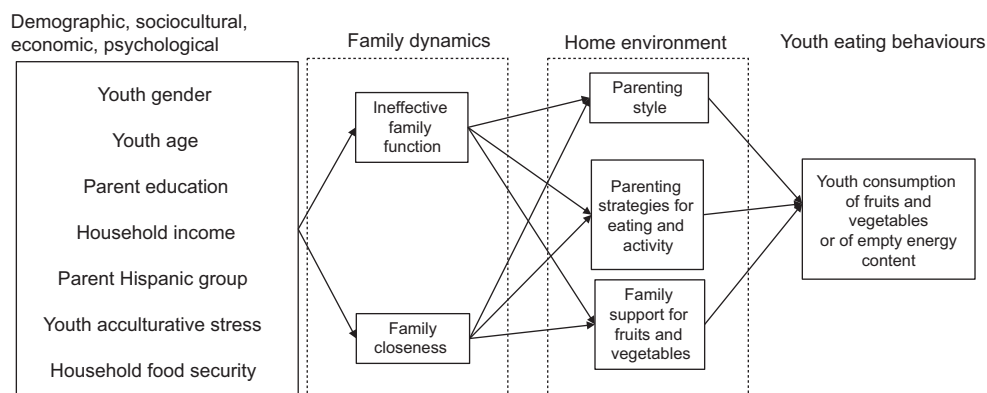 Demographic, sociocultural,
economic, psychological
Youth gender
Youth age
Parent education
Household income
Parent Hispanic group
Youth acculturative stress
Household food security
Family dynamics
Ineffective
family
function
Family
closeness
Home environment
Parenting
style
Parenting
strategies for
eating and
activity
Family
support for
fruits and
vegetables
Youth eating behaviours
Youth consumption
of fruits and
vegetables
or of empty energy
content